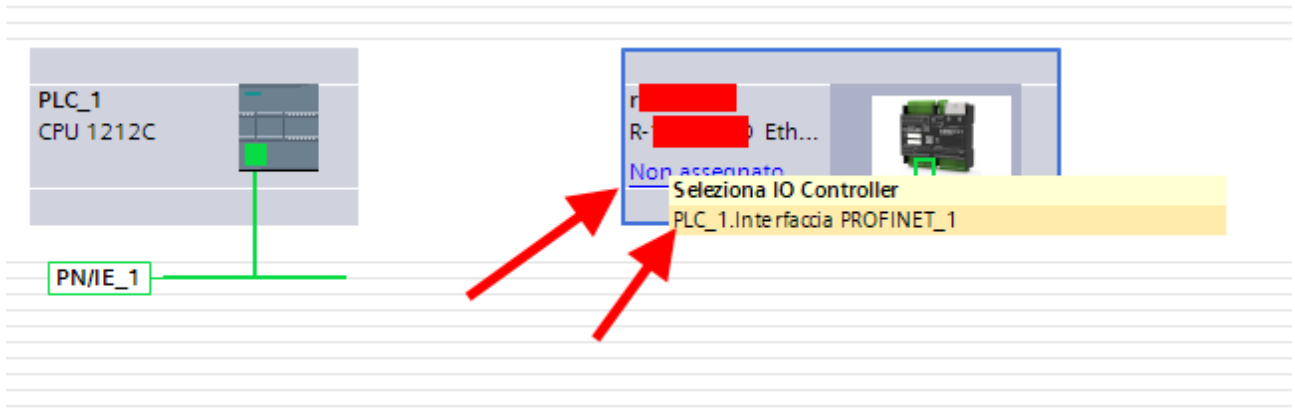 PLC_1
CPU 1212C
PN/IE_1
r
R- Eth...
Non assegnato
Seleziona IO Controller
PLC_1.Interfaccia PROFINET_1